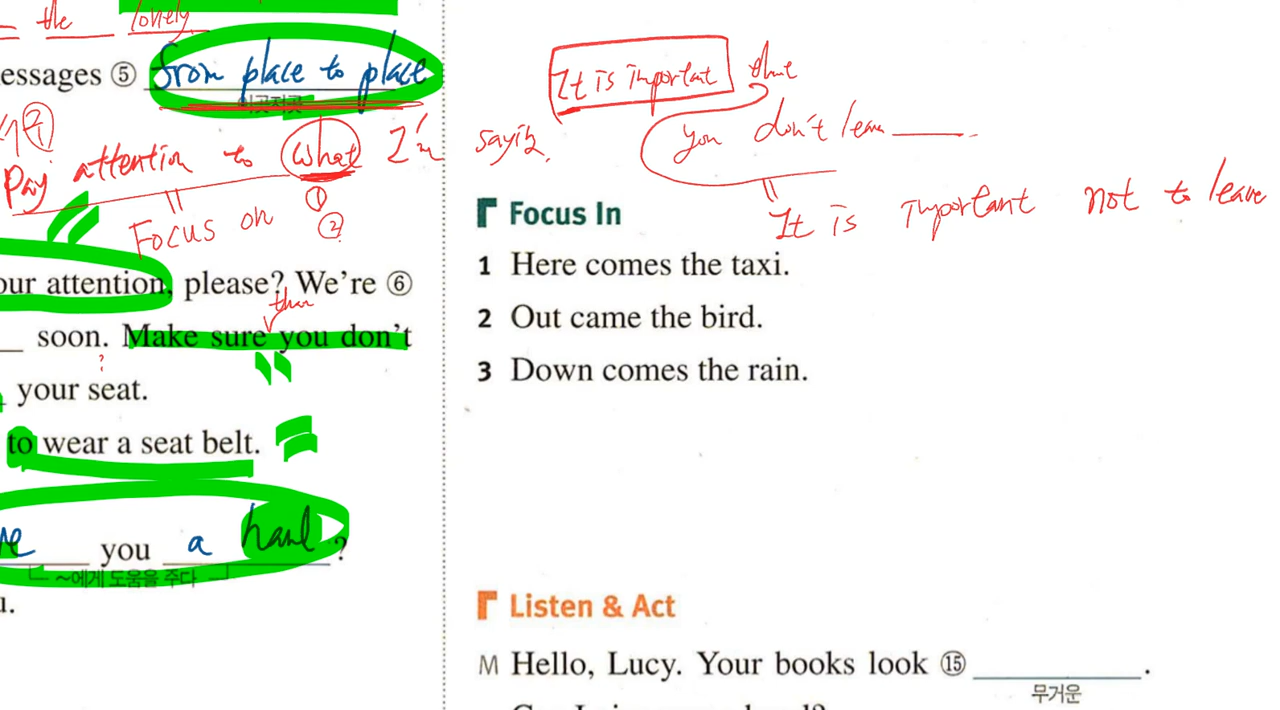 the lonely
essages ⑤ from place to place
이곳저곳
Pay attention to what I'm saying.
|| ① ②
Focus on
our attention, please? We're ⑥
than
soon. Make sure you don't
?
your seat.
to wear a seat belt.
you a hand?
~에게 도움을 주다
u.
It is important that
you don't leave
||
It is important not to leave
Focus In
1 Here comes the taxi.
2 Out came the bird.
3 Down comes the rain.
Listen & Act
M Hello, Lucy. Your books look ⑮ .
무거운